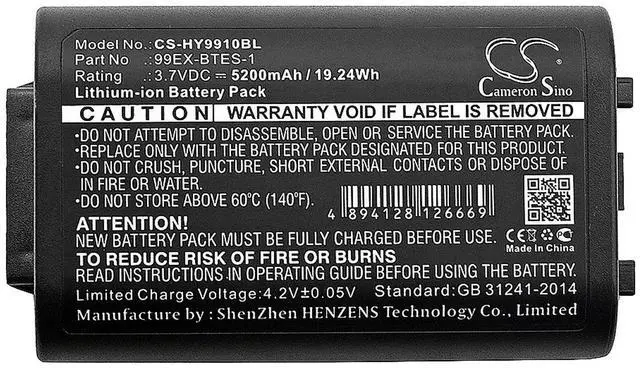 Model No.: CS-HY9910BL
Part No : 99EX-BTES-1
Rating : 3.7VDC ⎓ 5200mAh / 19.24Wh
Lithium-ion Battery Pack
CS
Cameron Sino
CAUTION WARRANTY VOID IF LABEL IS REMOVED.
•DO NOT ATTEMPT TO DISASSEMBLE, OPEN OR SERVICE THE BATTERY PACK.
•REPLACE ONLY WITH THE BATTERY PACK DESIGNATED FOR THIS PRODUCT.
•DO NOT CRUSH, PUNCTURE, SHORT EXTERNAL CONTACTS OR DISPOSE OF
IN FIRE OR WATER.
•DO NOT STORE ABOVE 60°C (140°F).
4 894128 126669
ATTENTION!
NEW BATTERY PACK MUST BE FULLY CHARGED BEFORE USE.
TO REDUCE RISK OF FIRE OR BURNS
READ INSTRUCTIONS IN OPERATING GUIDE BEFORE USING BATTERY PACK.
CE
Made in China
Limited Charge Voltage:4.2V±0.05V Standard:GB 31241-2014
Manufacture by : ShenZhen HENZENS Technology Co., Limited